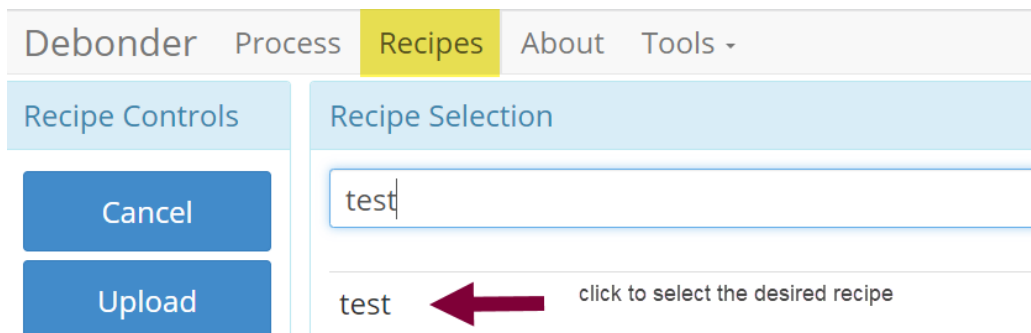 Debonder Process Recipes About Tools
Recipe Controls
Cancel
Upload
Recipe Selection
test
test click to select the desired recipe